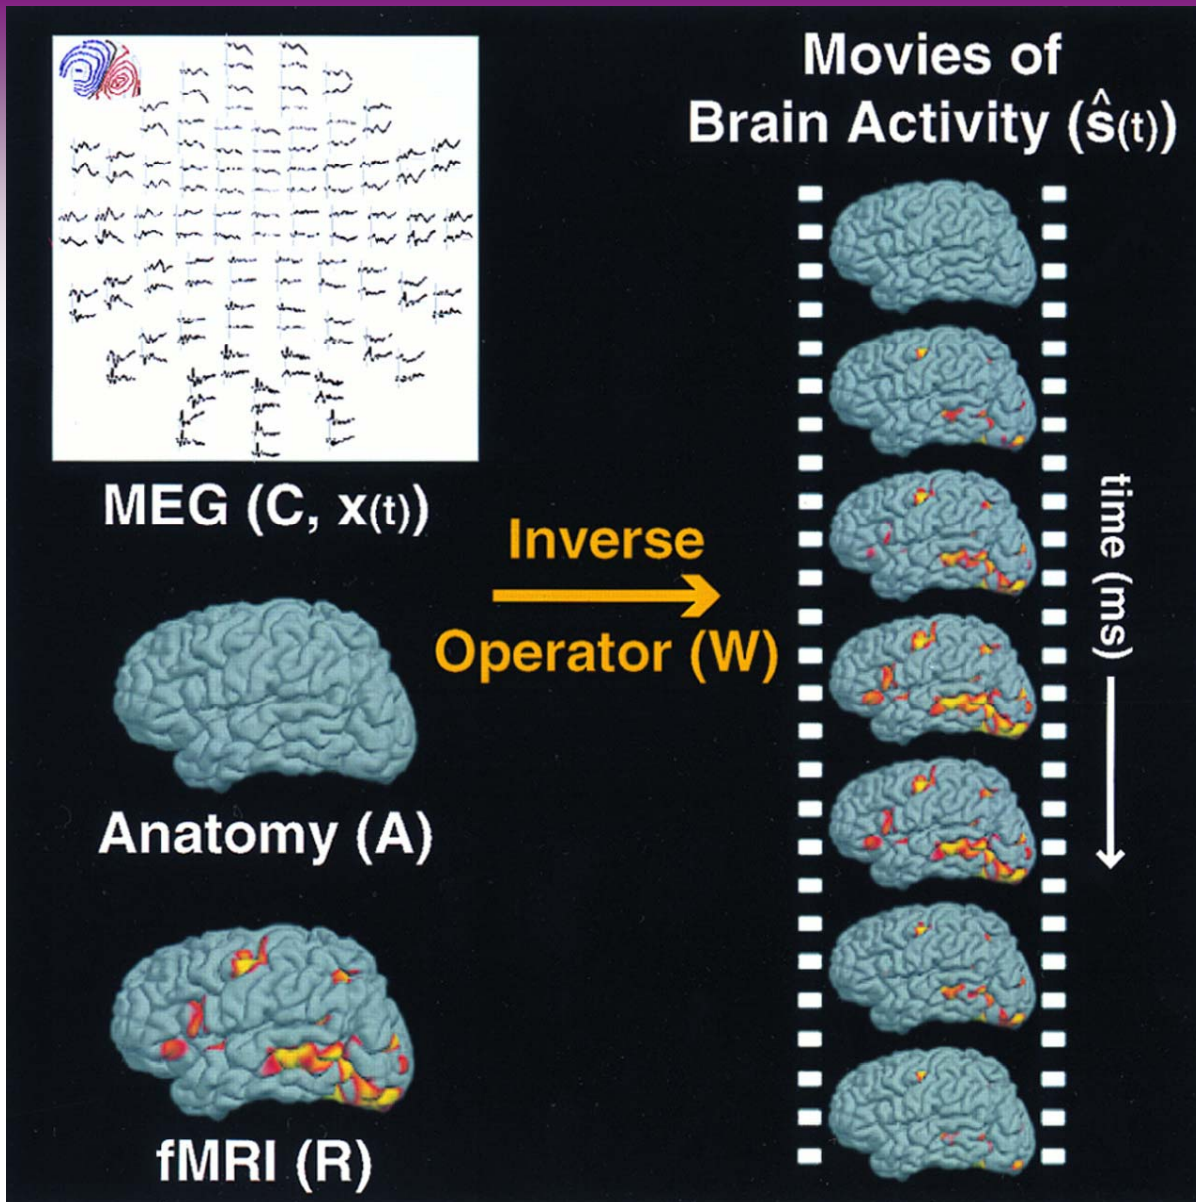 Movies of
Brain Activity (ŝ(t))
MEG (C, x(t))
Inverse
Operator (W)
Anatomy (A)
fMRI (R)
time (ms)